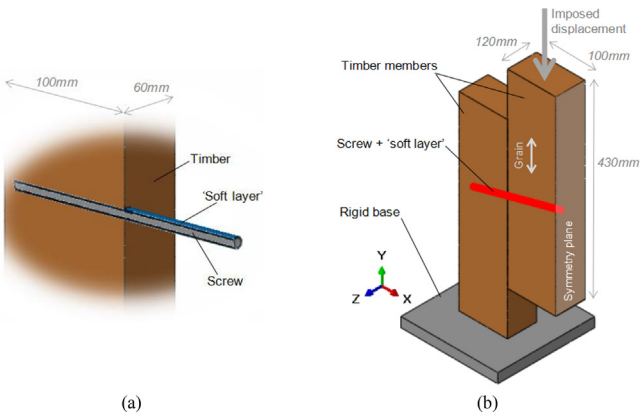 100mm
60mm
Timber
'Soft layer'
Screw
(a)
Imposed
displacement
120mm
100mm
Timber members
Screw + 'soft layer'
Grain
430mm
Rigid base
Symmetry plane
Y
Z
X
(b)